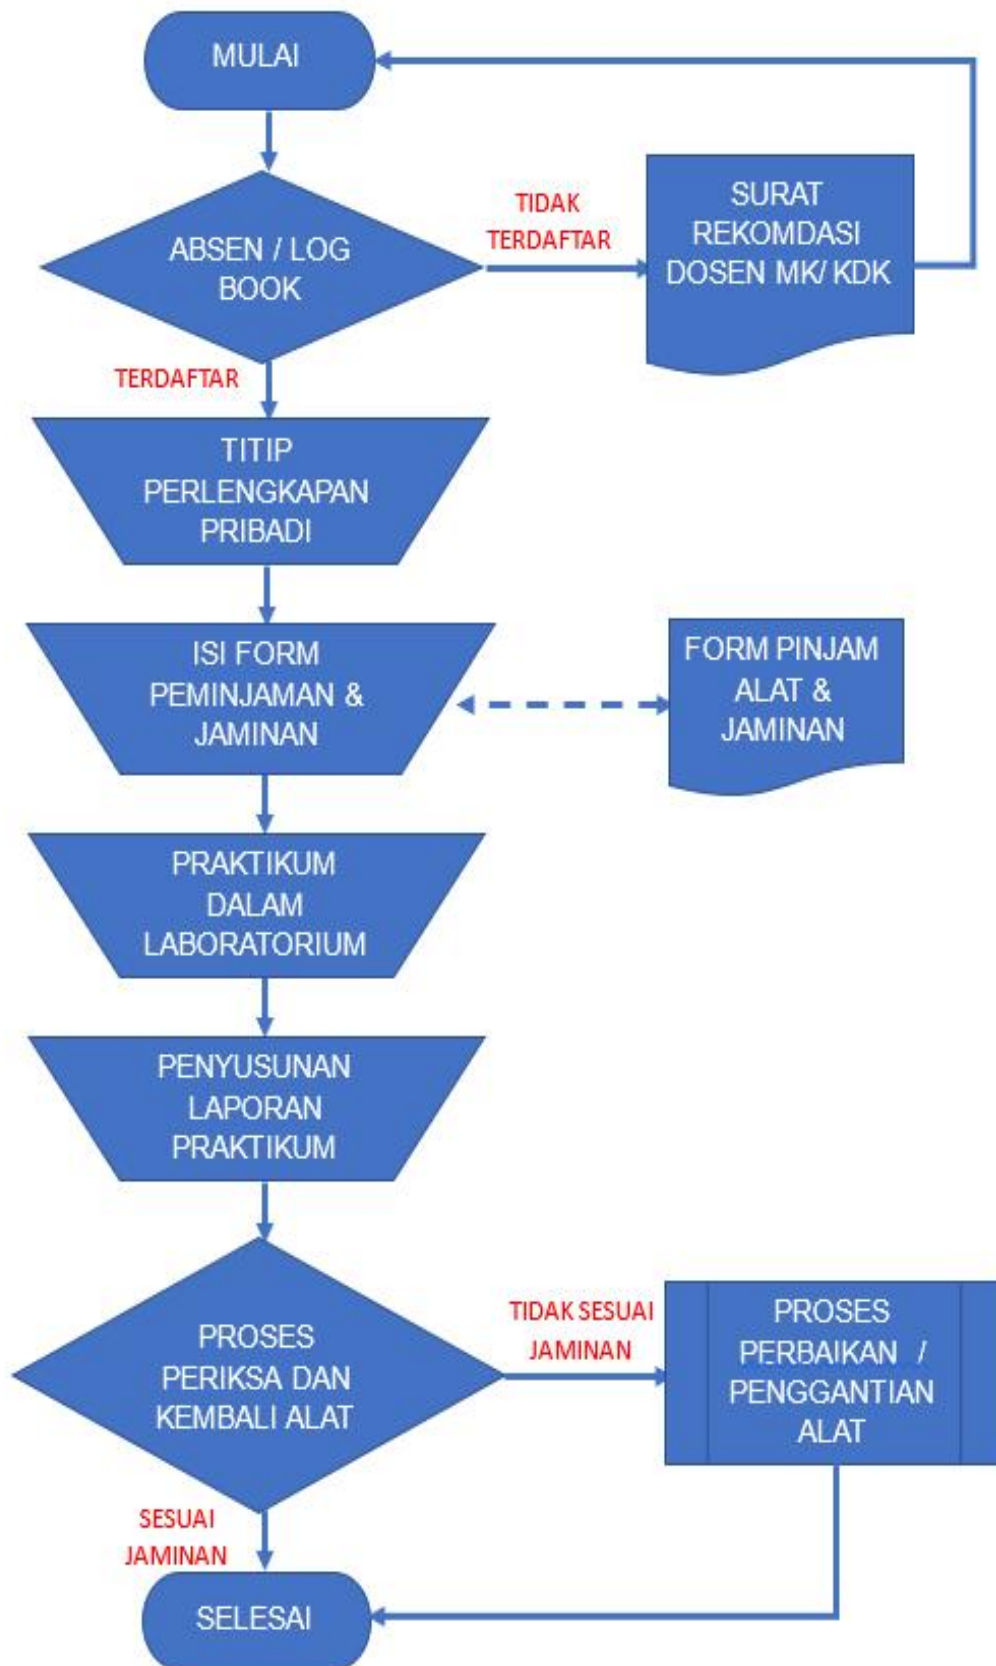 MULAI
ABSEN / LOG
BOOK
TIDAK
TERDAFTAR
SURAT
REKOMDASI
DOSEN MK/ KDK
TERDAFTAR
TITIP
PERLENGKAPAN
PRIBADI
ISI FORM
PEMINJAMAN &
JAMINAN
FORM PINJAM
ALAT &
JAMINAN
PRAKTIKUM
DALAM
LABORATORIUM
PENYUSUNAN
LAPORAN
PRAKTIKUM
PROSES
PERIKSA DAN
KEMBALI ALAT
TIDAK SESUAI
JAMINAN
PROSES
PERBAIKAN /
PENGGANTIAN
ALAT
SESUAI
JAMINAN
SELESAI